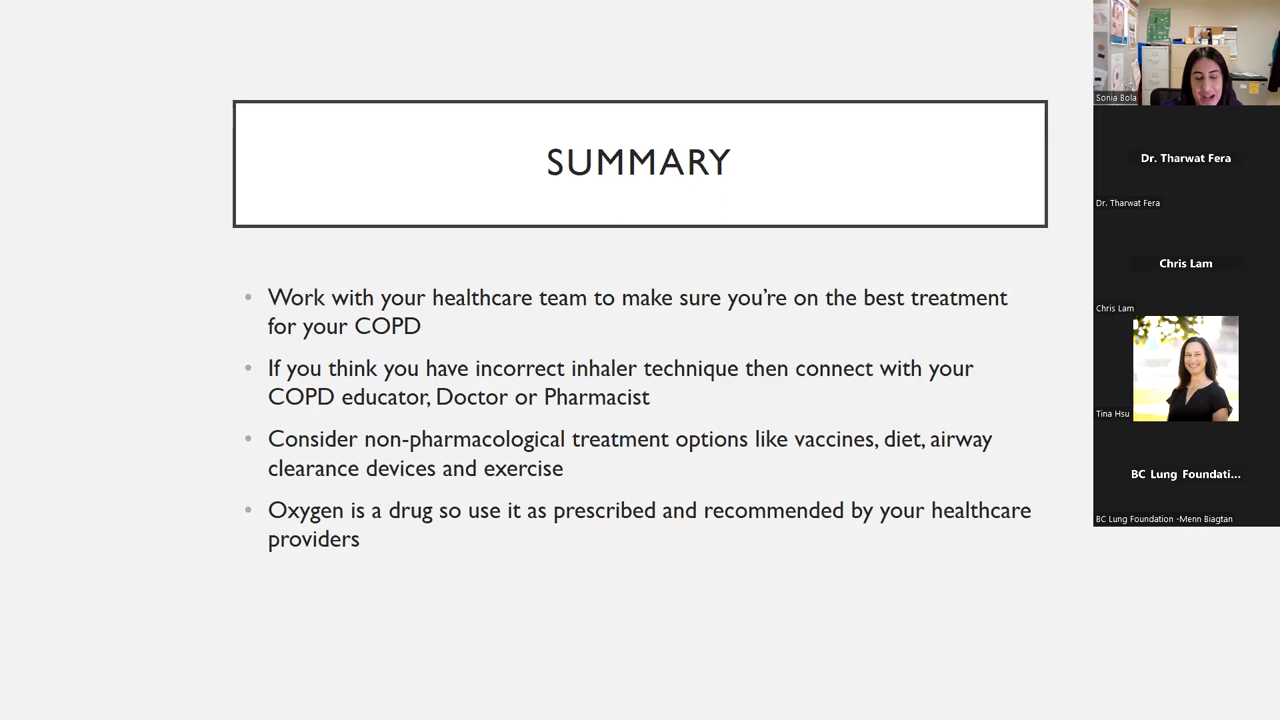 SUMMARY
• Work with your healthcare team to make sure you’re on the best treatment
for your COPD
• If you think you have incorrect inhaler technique then connect with your
COPD educator, Doctor or Pharmacist
• Consider non-pharmacological treatment options like vaccines, diet, airway
clearance devices and exercise
• Oxygen is a drug so use it as prescribed and recommended by your healthcare
providers
Sonia Bola
Dr. Tharwat Fera
Dr. Tharwat Fera
Chris Lam
Chris Lam
Tina Hsu
BC Lung Foundati...
BC Lung Foundation -Menn Biagtan